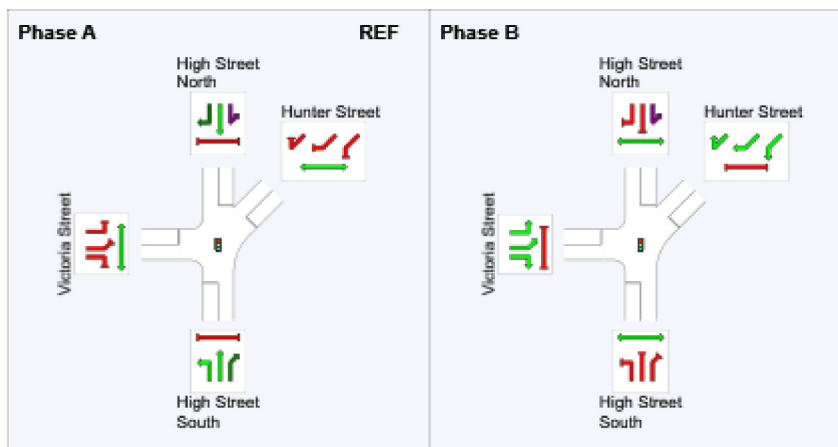 Phase A
REF
High Street
North
Hunter Street
Victoria Street
High Street
South
Phase B
High Street
North
Hunter Street
Victoria Street
High Street
South